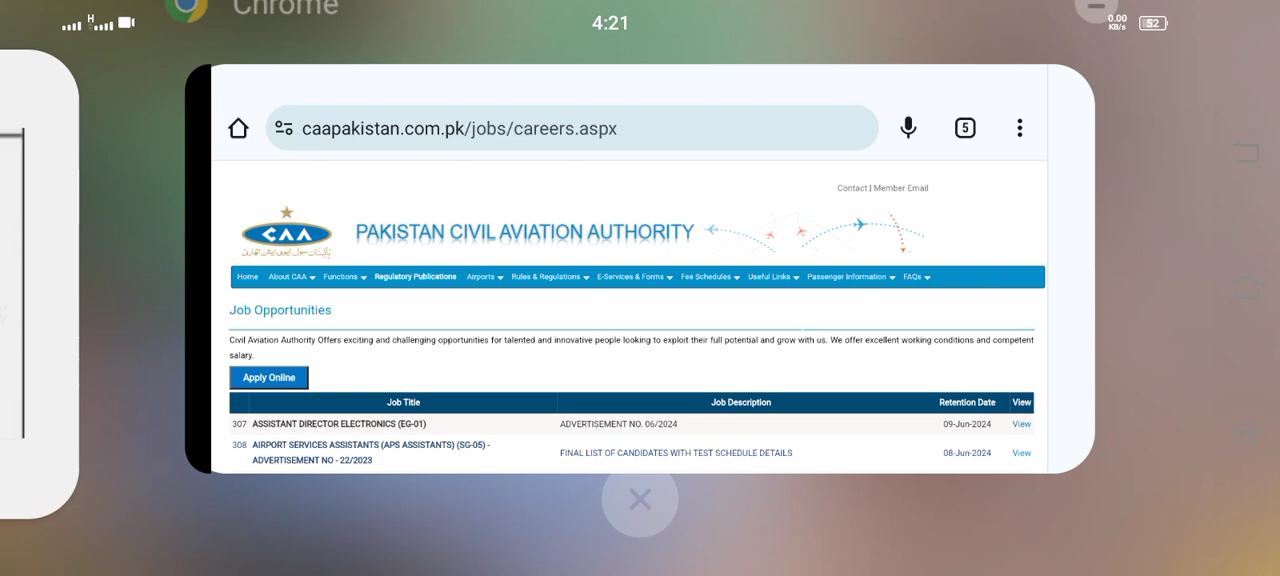 Chrome
H
4:21
0.00
KB/s
52
caapakistan.com.pk/jobs/careers.aspx
5
Contact | Member Email
CAA
PAKISTAN CIVIL AVIATION AUTHORITY
Home About CAA Functions Regulatory Publications Airports Rules & Regulations E-Services & Forms Fee Schedules Useful Links Passenger Information FAQs
Job Opportunities
Civil Aviation Authority Offers exciting and challenging opportunities for talented and innovative people looking to exploit their full potential and grow with us. We offer excellent working conditions and competent
salary.
Apply Online
Job Title Job Description Retention Date View
307 ASSISTANT DIRECTOR ELECTRONICS (EG-01) ADVERTISEMENT NO. 06/2024 09-Jun-2024 View
308 AIRPORT SERVICES ASSISTANTS (APS ASSISTANTS) (SG-05) -
ADVERTISEMENT NO - 22/2023 FINAL LIST OF CANDIDATES WITH TEST SCHEDULE DETAILS 08-Jun-2024 View